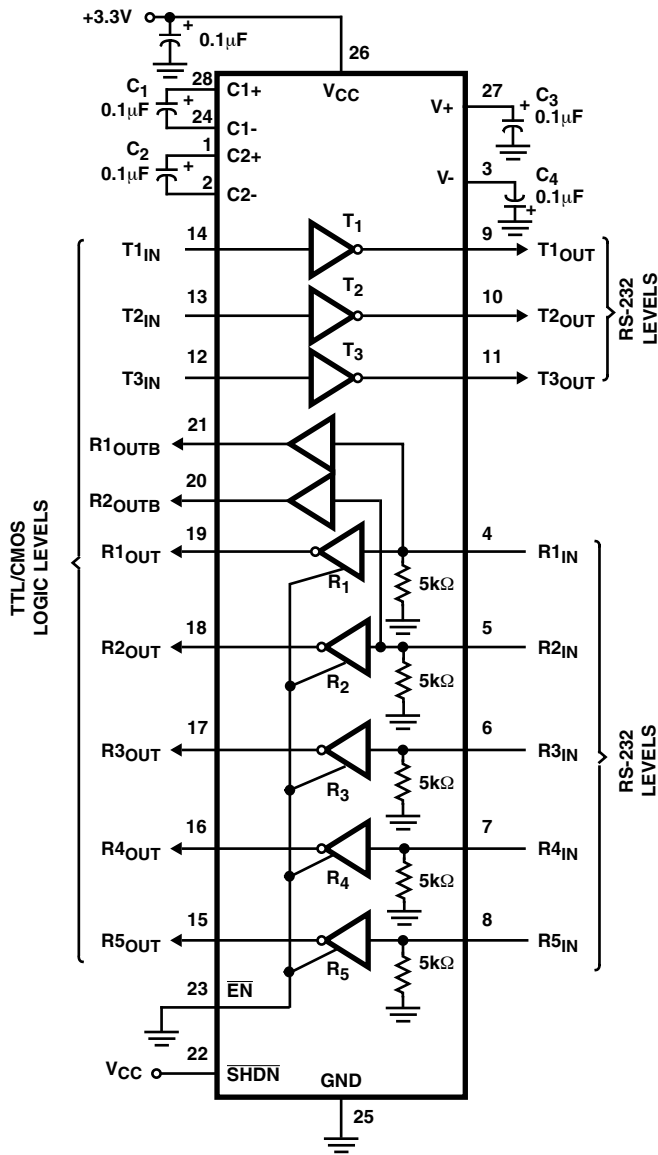 +3.3V
0.1µF
26
VCC
28
C1
0.1µF
C1+
24
C1-
1
C2
0.1µF
C2+
2
C2-
27
V+
C3
0.1µF
3
V-
C4
0.1µF
T1IN
14
T1
9
T1OUT
T2IN
13
T2
10
T2OUT
T3IN
12
T3
11
T3OUT
RS-232
LEVELS
TTL/CMOS
LOGIC LEVELS
21
R1OUTB
20
R2OUTB
19
R1OUT
R1
4
R1IN
5kΩ
18
R2OUT
R2
5
R2IN
5kΩ
17
R3OUT
R3
6
R3IN
5kΩ
16
R4OUT
R4
7
R4IN
5kΩ
15
R5OUT
R5
8
R5IN
5kΩ
RS-232
LEVELS
23
EN
22
VCC
SHDN
GND
25